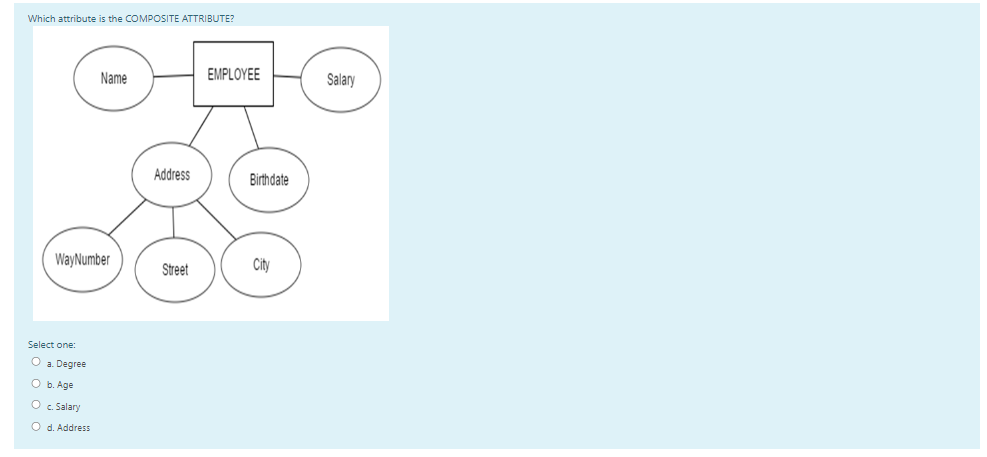 Which attribute is the COMPOSITE ATTRIBUTE?
Name
EMPLOYEE
Salary
Address
Birthdate
WayNumber
Street
City
Select one:
a. Degree
b. Age
c. Salary
d. Address